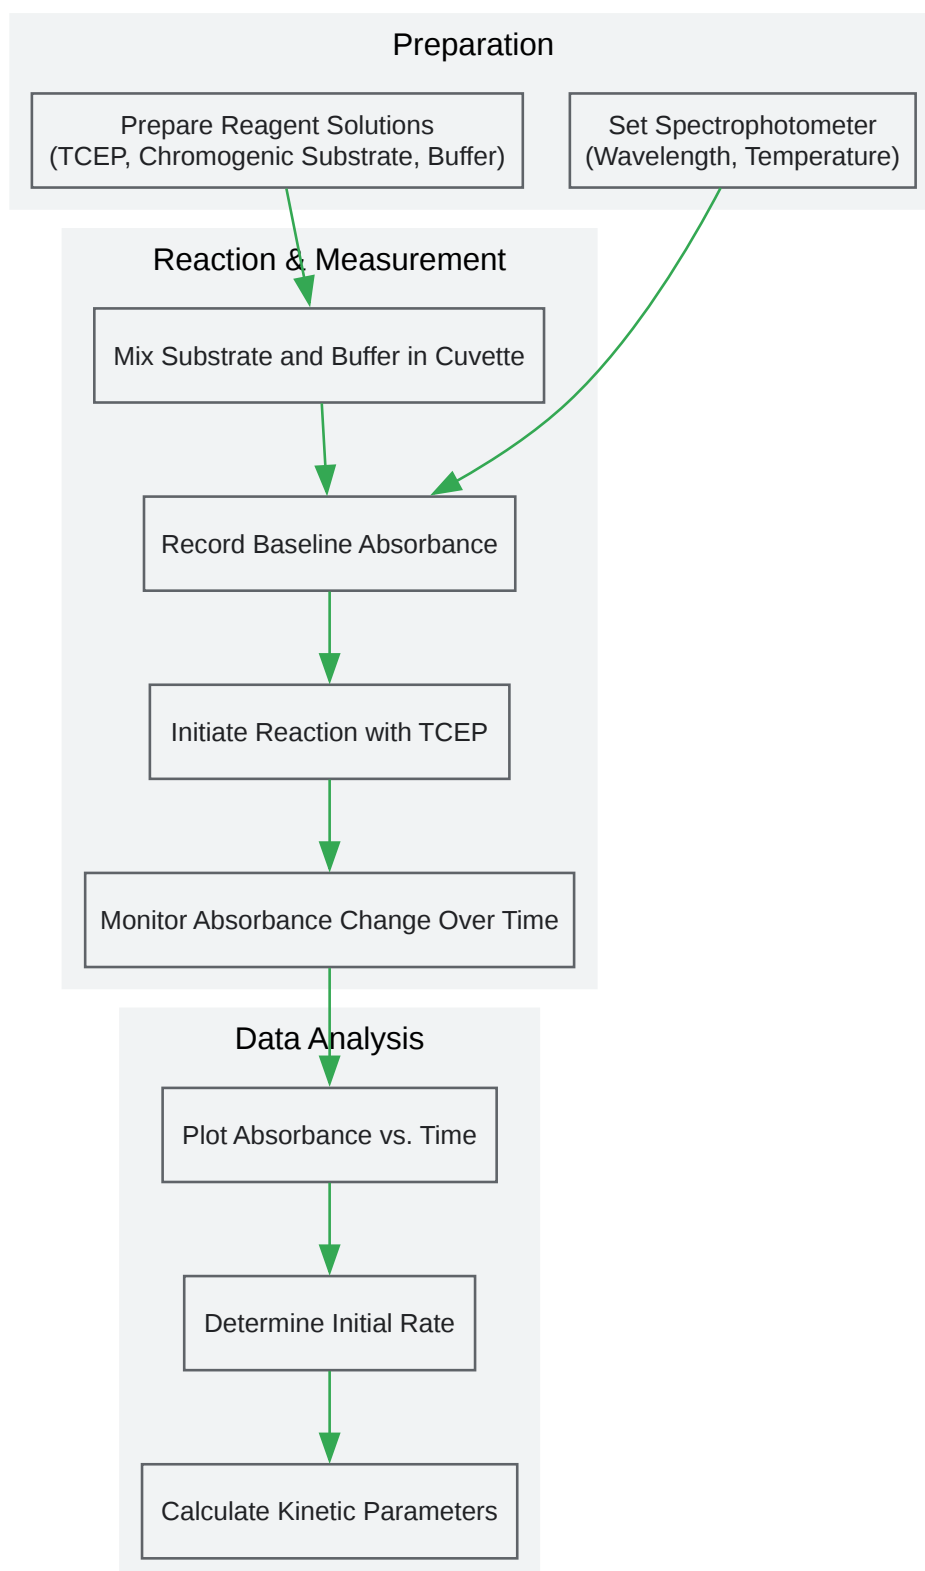 Preparation
Prepare Reagent Solutions
(TCEP, Chromogenic Substrate, Buffer)
Set Spectrophotometer
(Wavelength, Temperature)
Reaction & Measurement
Mix Substrate and Buffer in Cuvette
Record Baseline Absorbance
Initiate Reaction with TCEP
Monitor Absorbance Change Over Time
Data Analysis
Plot Absorbance vs. Time
Determine Initial Rate
Calculate Kinetic Parameters